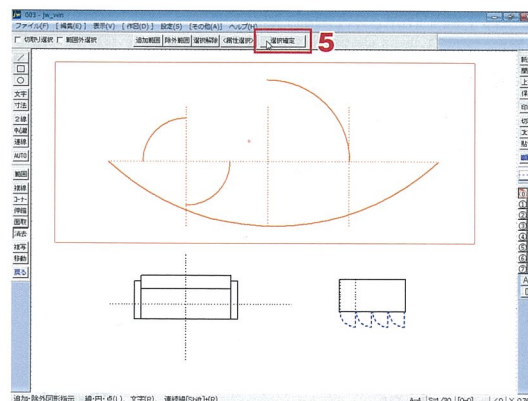 003 - jw_win
ファイル(F) [編集(E)] 表示(V) [作図(D)] 設定(S) [その他(A)] ヘルプ(H)
切取り選択 範囲外選択 追加範囲 除外範囲 選択解除 <属性選択> 選択確定 5
文字
寸法
2線
中心線
連線
AUTO
範囲
複線
コーナー
伸縮
面取
消去
複写
移動
戻る
追加・除外図形指示 線・円・点(L)、文字(R)、連続線[Shift]+(R)
A-4 S=1/20 [0-0]